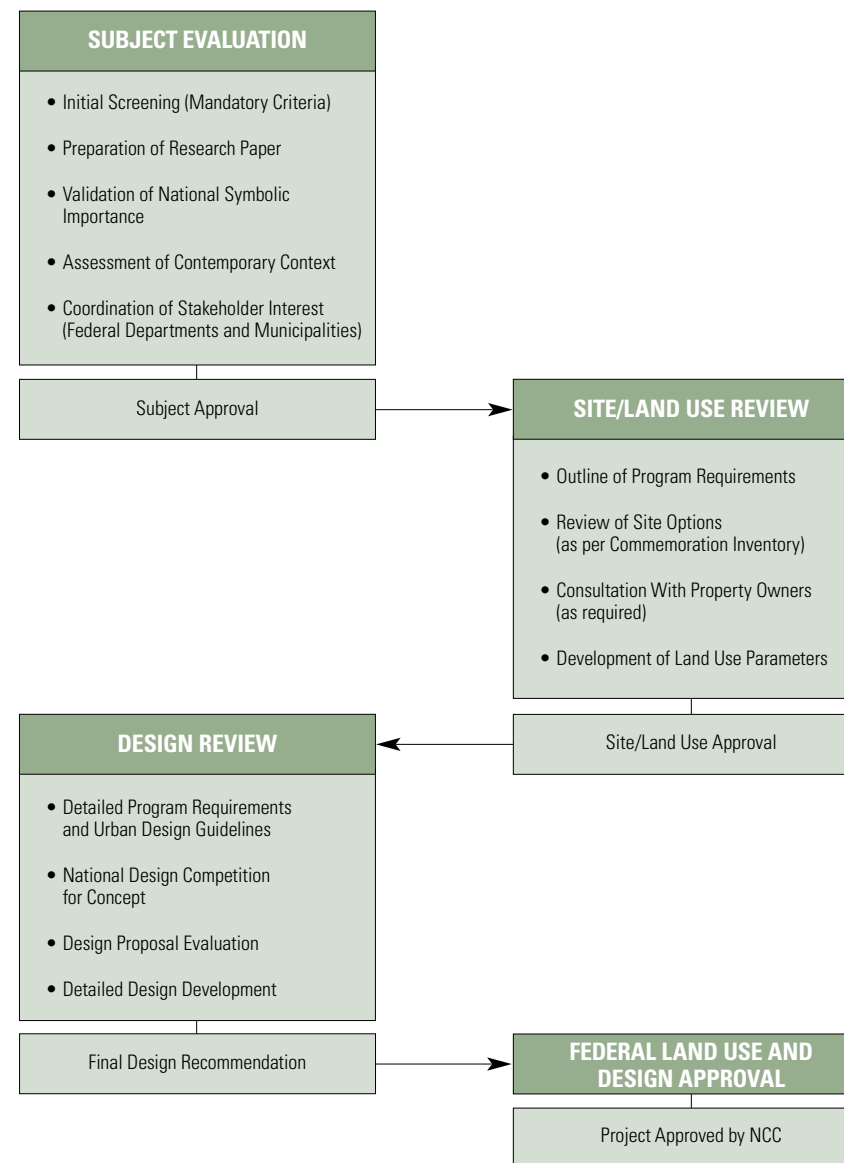 SUBJECT EVALUATION
• Initial Screening (Mandatory Criteria)
• Preparation of Research Paper
• Validation of National Symbolic
Importance
• Assessment of Contemporary Context
• Coordination of Stakeholder Interest
(Federal Departments and Municipalities)
Subject Approval
SITE/LAND USE REVIEW
• Outline of Program Requirements
• Review of Site Options
(as per Commemoration Inventory)
• Consultation With Property Owners
(as required)
• Development of Land Use Parameters
Site/Land Use Approval
DESIGN REVIEW
• Detailed Program Requirements
and Urban Design Guidelines
• National Design Competition
for Concept
• Design Proposal Evaluation
• Detailed Design Development
Final Design Recommendation
FEDERAL LAND USE AND
DESIGN APPROVAL
Project Approved by NCC